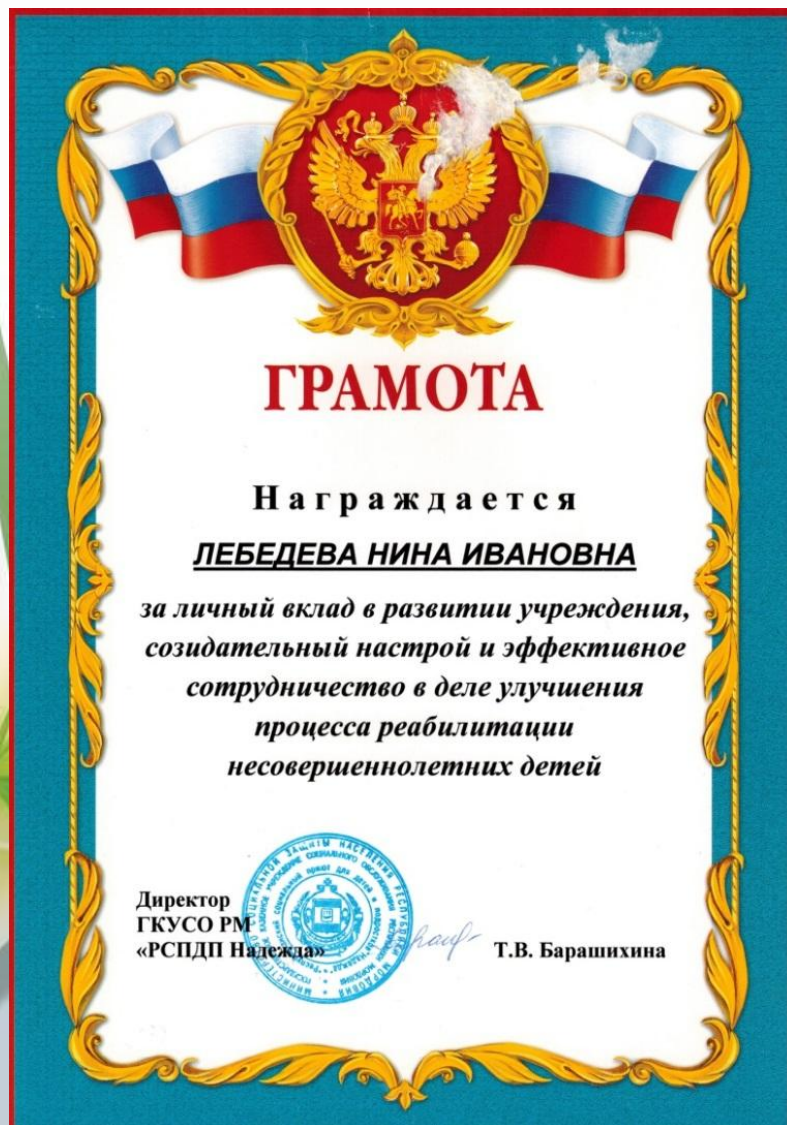 ГРАМОТА
Награждается
ЛЕБЕДЕВА НИНА ИВАНОВНА
за личный вклад в развитии учреждения,
созидательный настрой и эффективное
сотрудничество в деле улучшения
процесса реабилитации
несовершеннолетних детей
Директор
ГКУСО РМ
«РСПДП Надежда»
Т.В. Барашихина